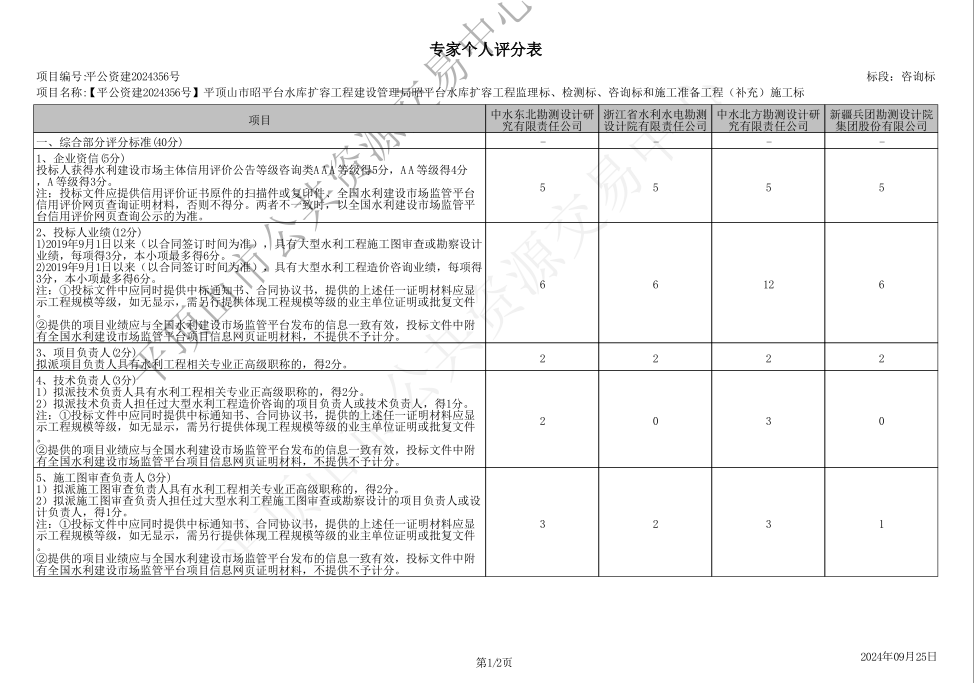 专家个人评分表
项目编号:平公资建2024356号
标段：咨询标
项目名称:【平公资建2024356号】平顶山市昭平台水库扩容工程建设管理局昭平台水库扩容工程监理标、检测标、咨询标和施工准备工程（补充）施工标
项目
中水东北勘测设计研
究有限责任公司
浙江省水利水电勘测
设计院有限责任公司
中水北方勘测设计研
究有限责任公司
新疆兵团勘测设计院
集团股份有限公司
一、综合部分评分标准(40分)
-
-
-
-
1、企业资信(5分)
投标人获得水利建设市场主体信用评价公告等级咨询类AAA等级得5分，AA等级得4分
，A等级得3分。
注：投标文件应提供信用评价证书原件的扫描件或复印件。全国水利建设市场监管平台
信用评价网页查询证明材料，否则不得分。两者不一致时，以全国水利建设市场监管平
台信用评价网页查询公示的为准。
5
5
5
5
2、投标人业绩(12分)
1)2019年9月1日以来（以合同签订时间为准），具有大型水利工程施工图审查或勘察设计
业绩，每项得3分，本小项最多得6分。
2)2019年9月1日以来（以合同签订时间为准），具有大型水利工程造价咨询业绩，每项得
3分，本小项最多得6分。
注：①投标文件中应同时提供中标通知书、合同协议书，提供的上述任一证明材料应显
示工程规模等级，如无显示，需另行提供体现工程规模等级的业主单位证明或批复文件
。
②提供的项目业绩应与全国水利建设市场监管平台发布的信息一致有效，投标文件中附
有全国水利建设市场监管平台项目信息网页证明材料，不提供不予计分。
6
6
12
6
3、项目负责人(2分)
拟派项目负责人具有水利工程相关专业正高级职称的，得2分。
2
2
2
2
4、技术负责人(3分)
1）拟派技术负责人具有水利工程相关专业正高级职称的，得2分。
2）拟派技术负责人担任过大型水利工程造价咨询的项目负责人或技术负责人，得1分。
注：①投标文件中应同时提供中标通知书、合同协议书，提供的上述任一证明材料应显
示工程规模等级，如无显示，需另行提供体现工程规模等级的业主单位证明或批复文件
。
②提供的项目业绩应与全国水利建设市场监管平台发布的信息一致有效，投标文件中附
有全国水利建设市场监管平台项目信息网页证明材料，不提供不予计分。
2
0
3
0
5、施工图审查负责人(3分)
1）拟派施工图审查负责人具有水利工程相关专业正高级职称的，得2分。
2）拟派施工图审查负责人担任过大型水利工程施工图审查或勘察设计的项目负责人或设
计负责人，得1分。
注：①投标文件中应同时提供中标通知书、合同协议书，提供的上述任一证明材料应显
示工程规模等级，如无显示，需另行提供体现工程规模等级的业主单位证明或批复文件
。
②提供的项目业绩应与全国水利建设市场监管平台发布的信息一致有效，投标文件中附
有全国水利建设市场监管平台项目信息网页证明材料，不提供不予计分。
3
2
3
1
平顶山市公共资源交易中心
平顶山市公共资源交易中心
第1/2页
2024年09月25日